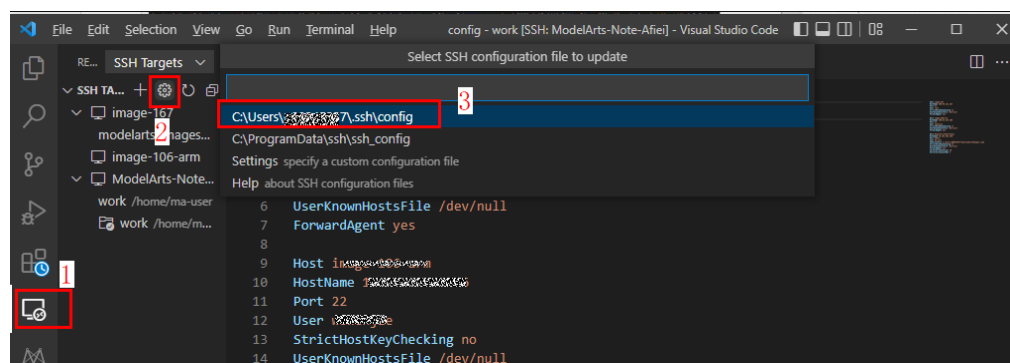 File Edit Selection View Go Run Terminal Help config - work [SSH: ModelArts-Note-Afiei] - Visual Studio Code
RE... SSH Targets
Select SSH configuration file to update
SSH TA...
3
image-167
C:\Users\ 7\.ssh\config
modelarts ages...
2
C:\ProgramData\ssh\ssh_config
image-106-arm
Settings specify a custom configuration file
ModelArts-Note...
Help about SSH configuration files
work /home/ma-user
6 UserKnownHostsFile /dev/null
work /home/m...
7 ForwardAgent yes
8
9 Host
1
10 HostName
11 Port 22
12 User
13 StrictHostKeyChecking no
14 UserKnownHostsFile /dev/null